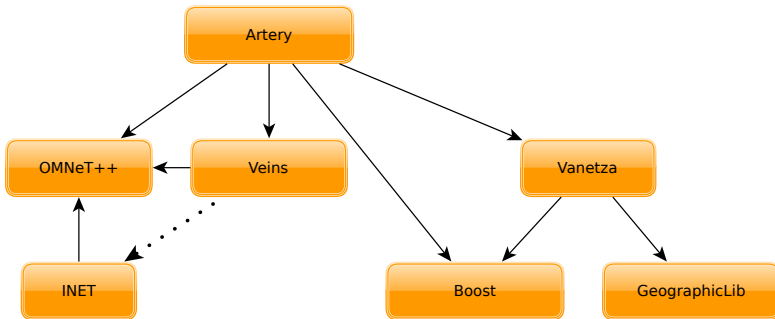 Artery
OMNeT++
Veins
Vanetza
INET
Boost
GeographicLib